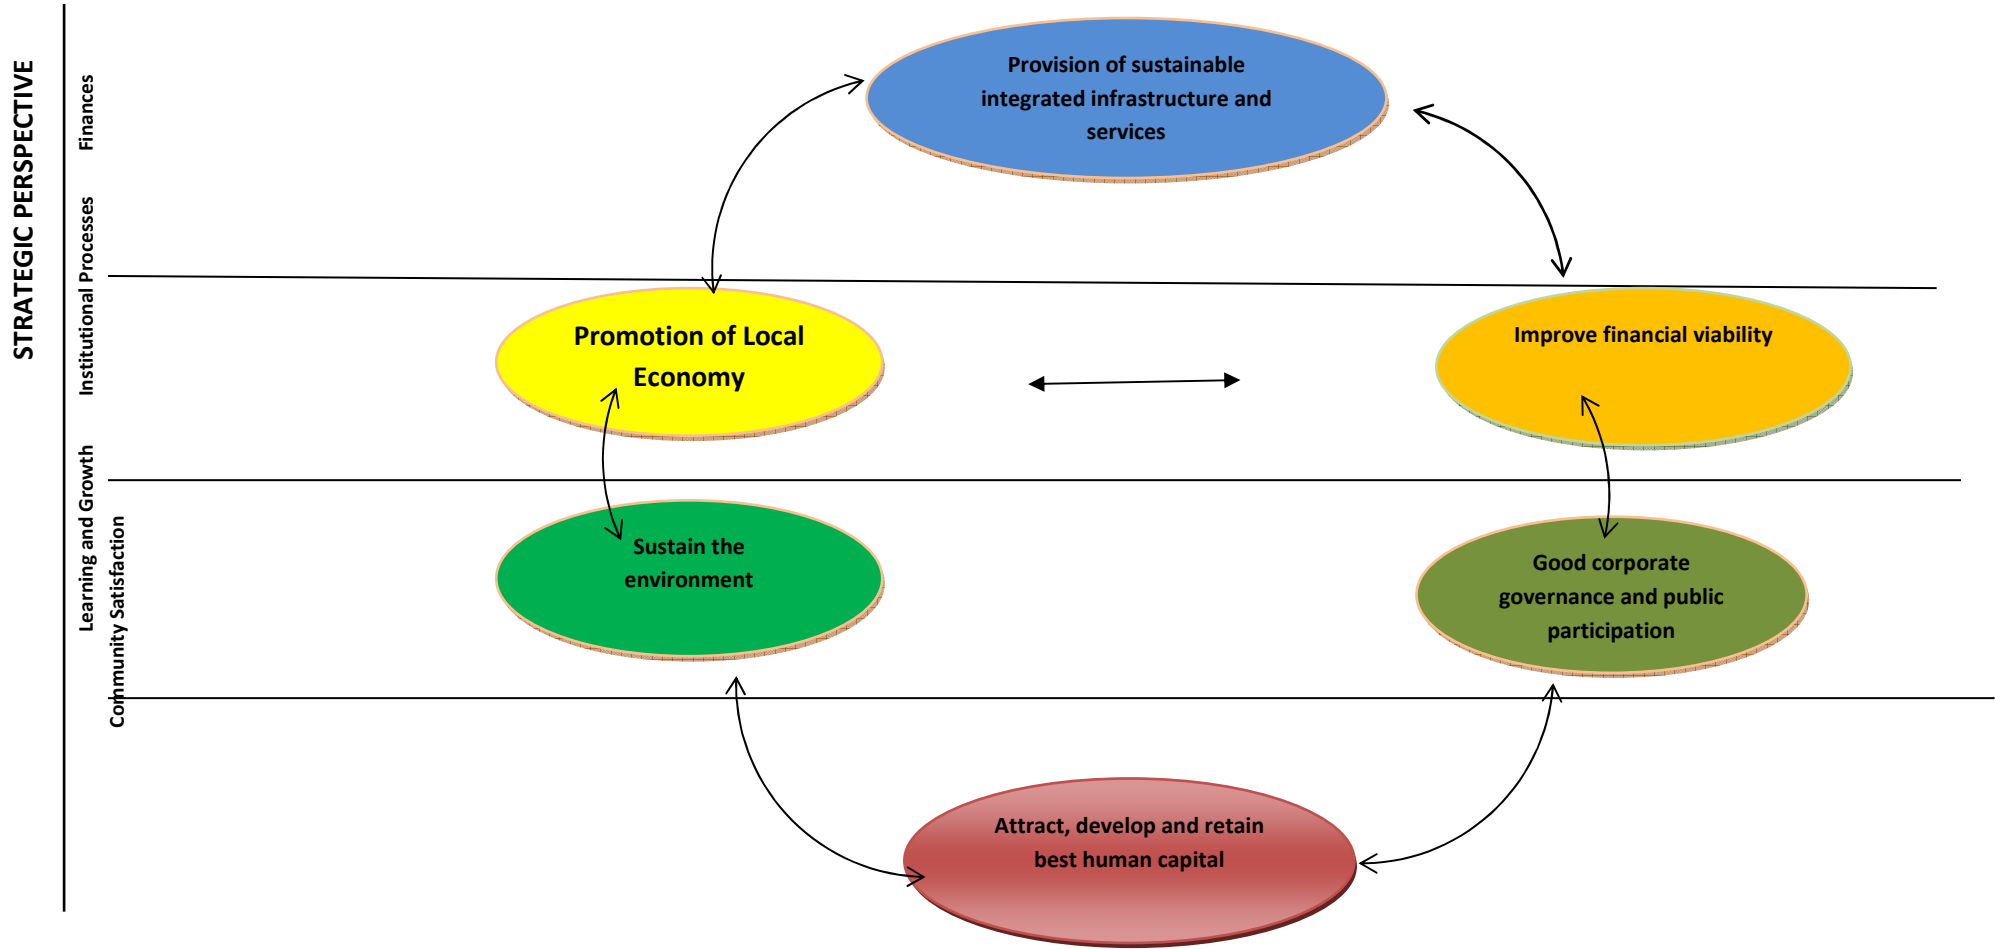 STRATEGIC PERSPECTIVE
Finances
Institutional Processes
Learning and Growth
Community Satisfaction
Provision of sustainable
integrated infrastructure and
services
Promotion of Local
Economy
Improve financial viability
Sustain the
environment
Good corporate
governance and public
participation
Attract, develop and retain
best human capital